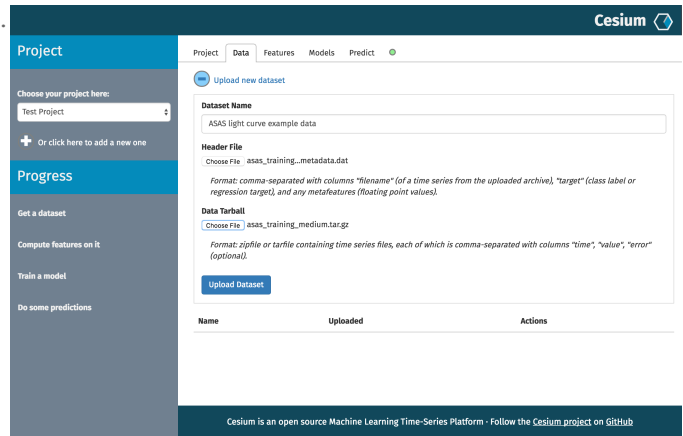 Cesium
Project
Choose your project here:
Test Project
Or click here to add a new one
Progress
Get a dataset
Compute features on it
Train a model
Do some predictions
Project Data Features Models Predict
Upload new dataset
Dataset Name
ASAS light curve example data
Header File
Choose File asas_training...metadata.dat
Format: comma-separated with columns "filename" (of a time series from the uploaded archive), "target" (class label or
regression target), and any metafeatures (floating point values).
Data Tarball
Choose File asas_training_medium.tar.gz
Format: zipfile or tarfile containing time series files, each of which is comma-separated with columns "time", "value", "error"
(optional).
Upload Dataset
Name Uploaded Actions
Cesium is an open source Machine Learning Time-Series Platform · Follow the Cesium project on GitHub